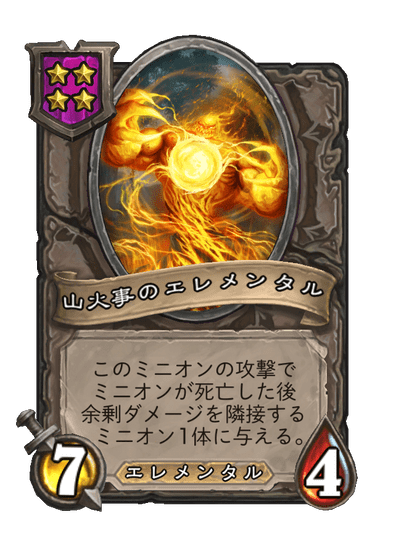 山火事のエレメンタル
このミニオンの攻撃で
ミニオンが死亡した後
余剰ダメージを隣接する
ミニオン1体に与える。
7
エレメンタル
4